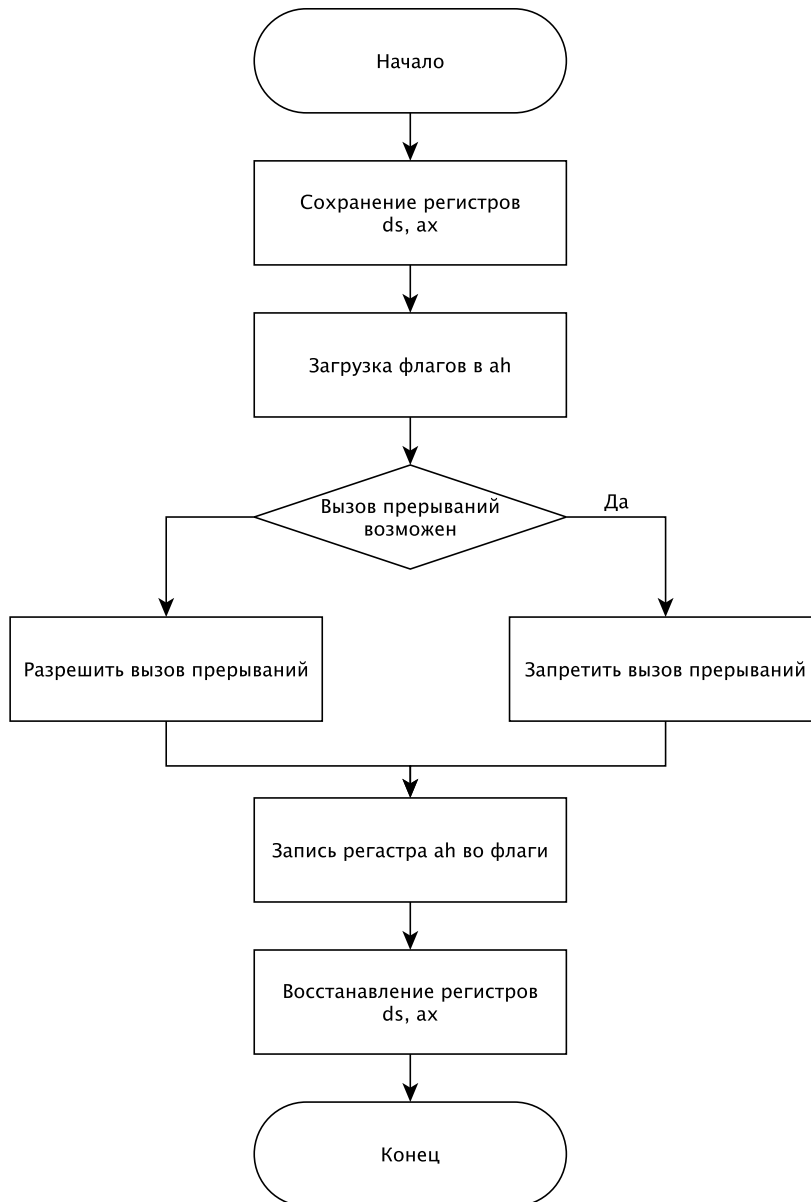 Начало
Сохранение регистров
ds, ax
Загрузка флагов в ah
Вызов прерываний
возможен
Да
Разрешить вызов прерываний
Запретить вызов прерываний
Запись регастра ah во флаги
Восстанавление регистров
ds, ax
Конец